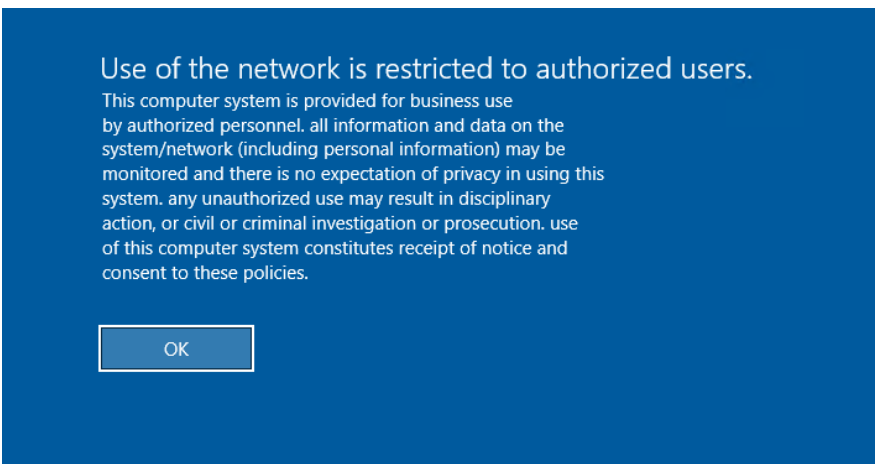 Use of the network is restricted to authorized users.
This computer system is provided for business use
by authorized personnel. all information and data on the
system/network (including personal information) may be
monitored and there is no expectation of privacy in using this
system. any unauthorized use may result in disciplinary
action, or civil or criminal investigation or prosecution. use
of this computer system constitutes receipt of notice and
consent to these policies.
OK